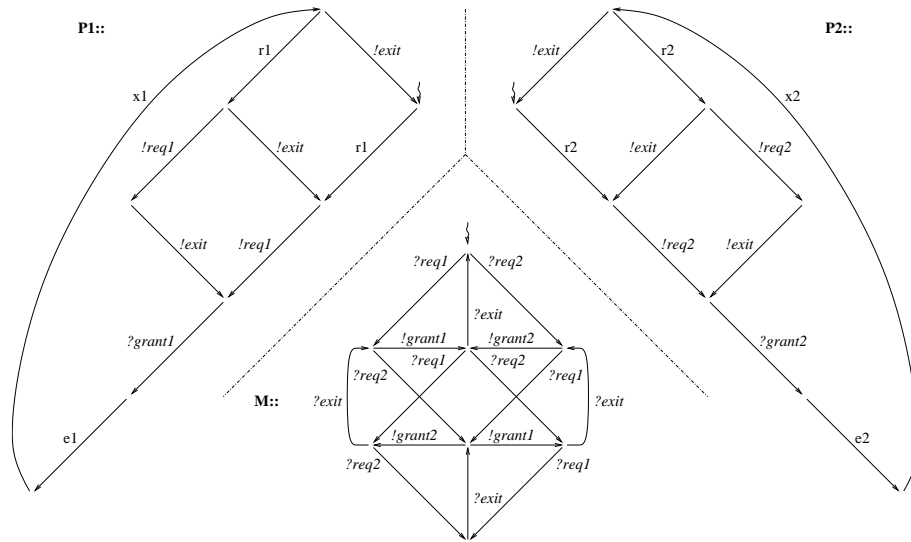 P1::
P2::
r1
!exit
!exit
r2
x1
x2
!req1
!exit
r1
r2
!exit
!req2
!exit
!req1
!req2
!exit
?req1
?req2
?grant1
?exit
?grant2
!grant1
!grant2
?req1
?req2
?req2
?req1
M::
?exit
?exit
e1
!grant2
!grant1
e2
?req2
?req1
?exit